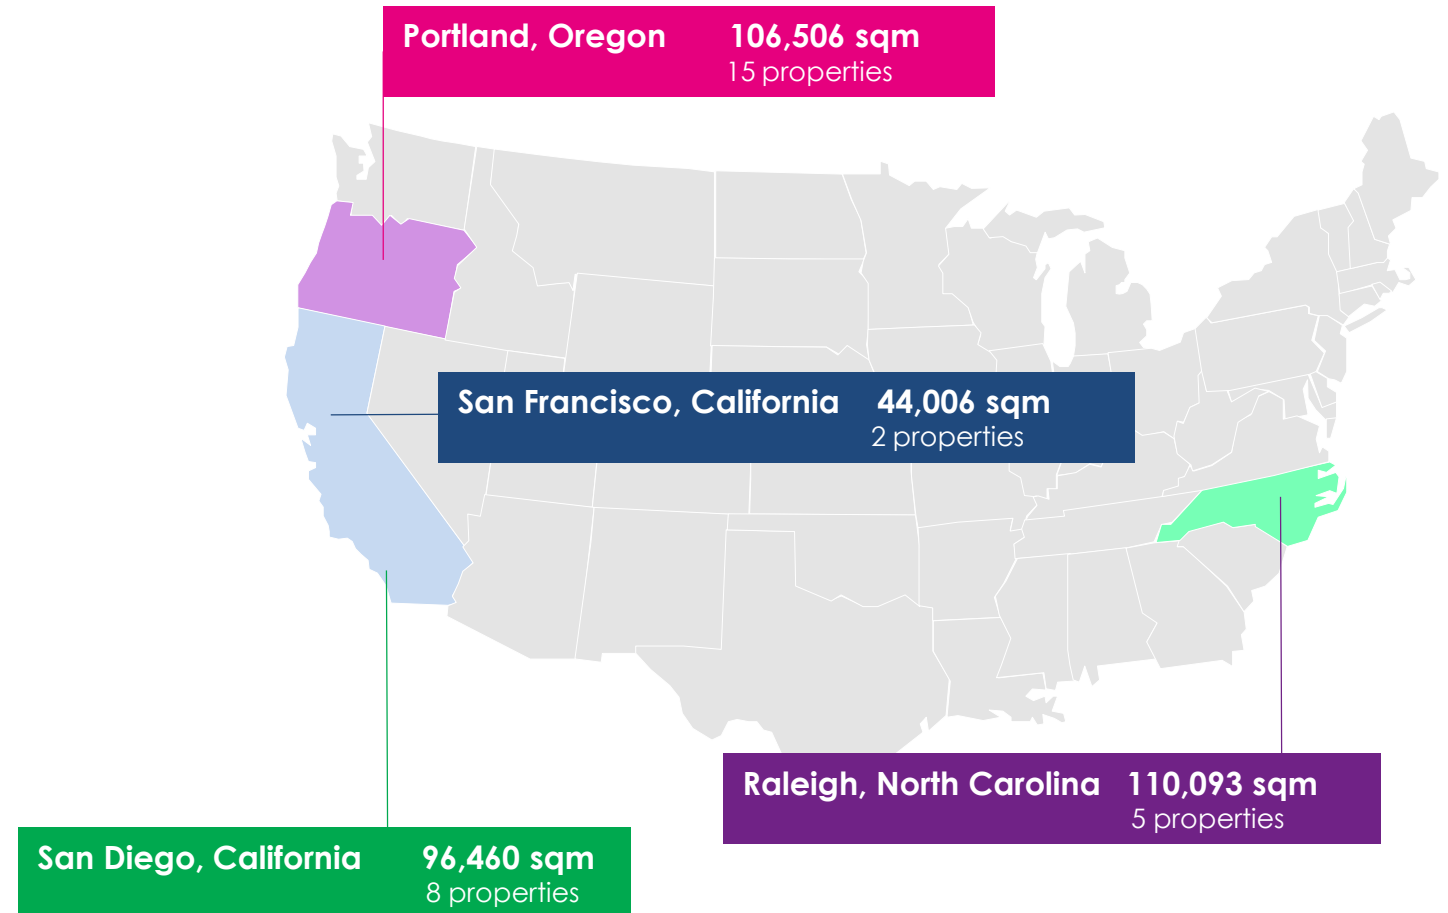 Portland, Oregon 106,506 sqm
15 properties
San Francisco, California 44,006 sqm
2 properties
Raleigh, North Carolina 110,093 sqm
5 properties
San Diego, California 96,460 sqm
8 properties